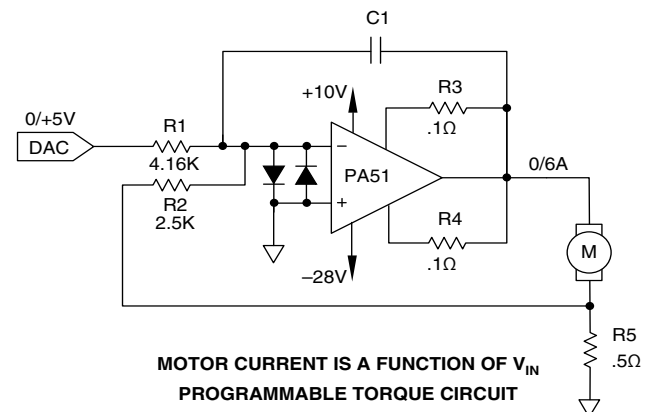 C1
R3
+10V
.1Ω
0/+5V
R1
DAC
–
0/6A
4.16K
PA51
R2
+
R4
2.5K
M
.1Ω
–28V
R5
.5Ω
MOTOR CURRENT IS A FUNCTION OF VIN
PROGRAMMABLE TORQUE CIRCUIT